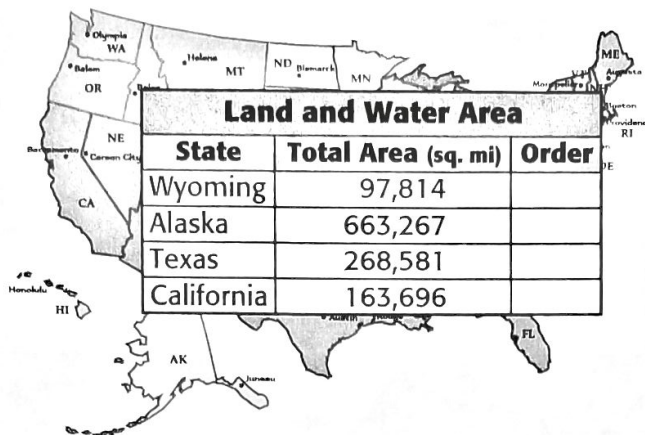 Olympia
WA
Salem
OR
Helena
MT
ND
Bismarck
MN
ME
Augusta
Boise
NE
Sacramento
Carson City
CA
RI
DE
Land and Water Area
State Total Area (sq. mi) Order
Wyoming 97,814
Alaska 663,267
Texas 268,581
California 163,696
Honolulu
HI
Austin
FL
AK
Juneau